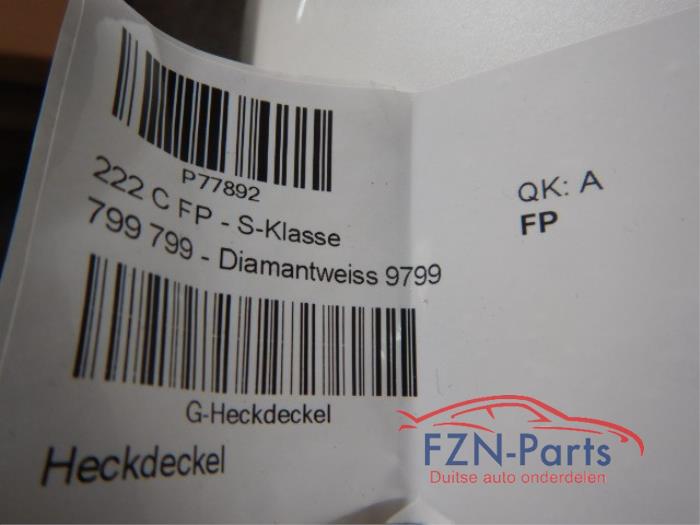 P77892
222 C FP - S-Klasse
799 799 - Diamantweiss 9799
G-Heckdeckel
Heckdeckel
QK: A
FP
FZN-Parts
Duitse auto onderdelen